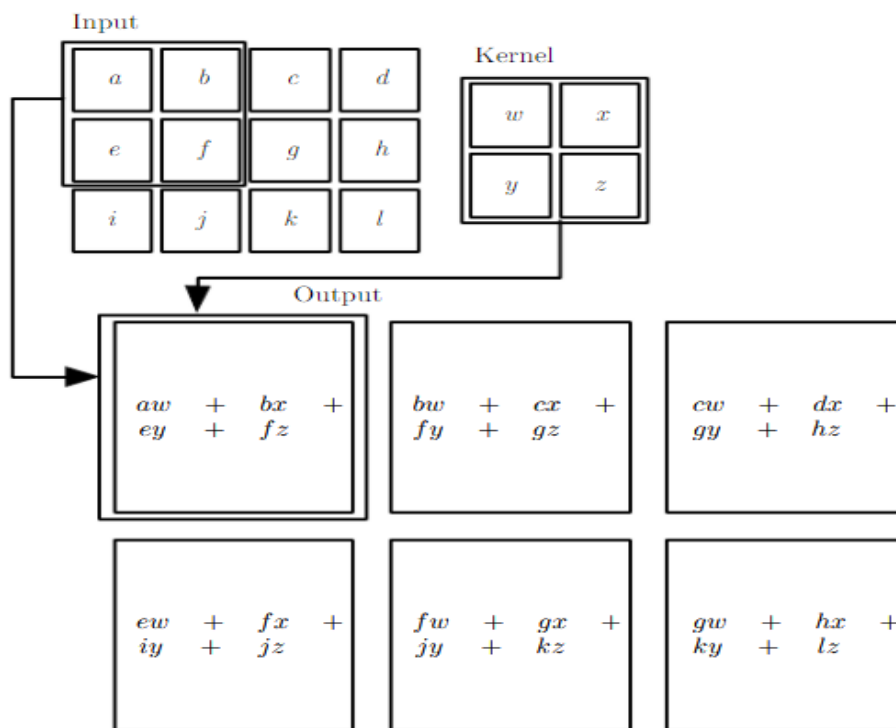 Input
a b c d
e f g h
i j k l
Kernel
w x
y z
Output
aw + bx +
ey + fz
bw + cx +
fy + gz
cw + dx +
gy + hz
ew + fx +
iy + jz
fw + gx +
jy + kz
gw + hx +
ky + lz